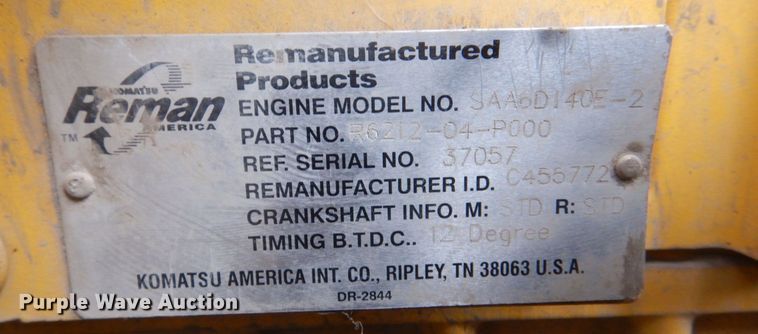 KOMATSU
Reman
AMERICA
TM
Remanufactured
Products
ENGINE MODEL NO. SAA6D140E-2
PART NO. R6212-04-P000
REF. SERIAL NO. 37057
REMANUFACTURER I.D. C455772
CRANKSHAFT INFO. M: STD R: STD
TIMING B.T.D.C.. 12 Degree
KOMATSU AMERICA INT. CO., RIPLEY, TN 38063 U.S.A.
DR-2844
Purple Wave Auction